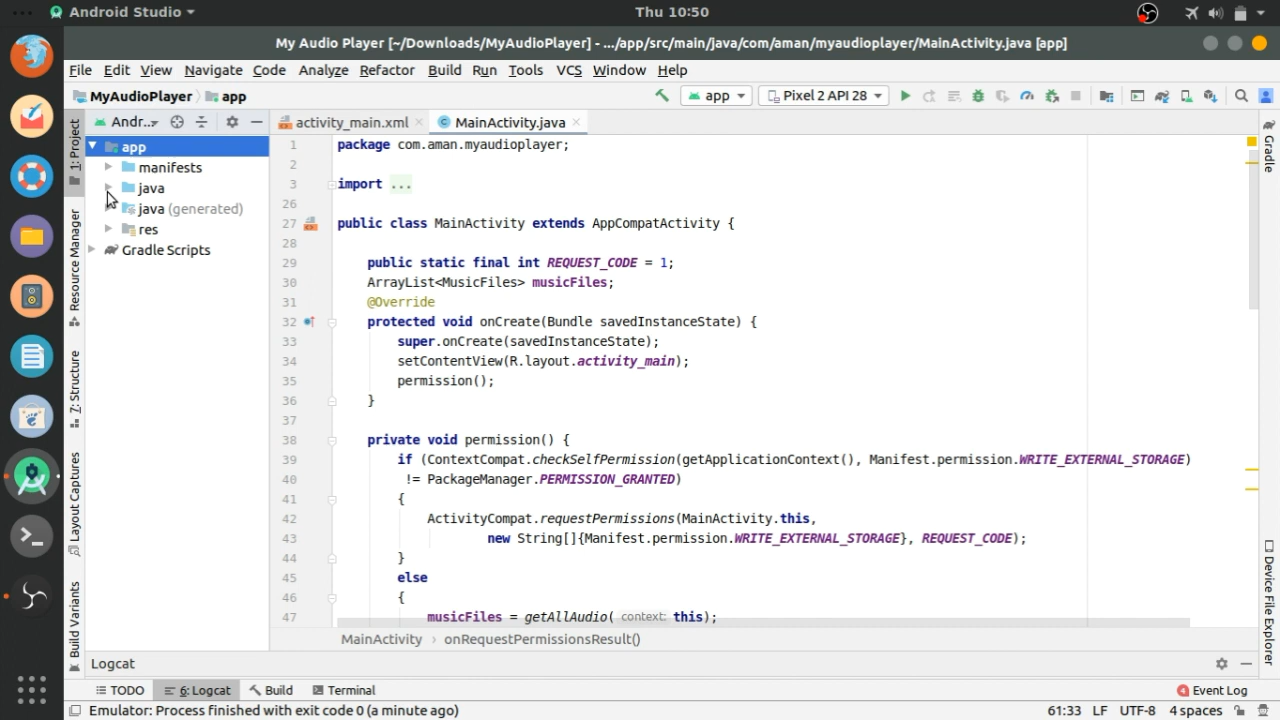 Android Studio
Thu 10:50
My Audio Player [~/Downloads/MyAudioPlayer] - .../app/src/main/java/com/aman/myaudioplayer/MainActivity.java [app]
File Edit View Navigate Code Analyze Refactor Build Run Tools VCS Window Help
MyAudioPlayer app
app
Pixel 2 API 28
Andr...
activity_main.xml
MainActivity.java
1: Project
Resource Manager
7: Structure
Layout Captures
Build Variants
app
manifests
java
java (generated)
res
Gradle Scripts
1 package com.aman.myaudioplayer;
2
3 import ...
26
27 public class MainActivity extends AppCompatActivity {
28
29 public static final int REQUEST_CODE = 1;
30 ArrayList<MusicFiles> musicFiles;
31 @Override
32 protected void onCreate(Bundle savedInstanceState) {
33 super.onCreate(savedInstanceState);
34 setContentView(R.layout.activity_main);
35 permission();
36 }
37
38 private void permission() {
39 if (ContextCompat.checkSelfPermission(getApplicationContext(), Manifest.permission.WRITE_EXTERNAL_STORAGE)
40 != PackageManager.PERMISSION_GRANTED)
41 {
42 ActivityCompat.requestPermissions(MainActivity.this,
43 new String[]{Manifest.permission.WRITE_EXTERNAL_STORAGE}, REQUEST_CODE);
44 }
45 else
46 {
47 musicFiles = getAllAudio( context: this);
Gradle
Device File Explorer
MainActivity › onRequestPermissionsResult()
Logcat
TODO
6: Logcat
Build
Terminal
4 Event Log
Emulator: Process finished with exit code 0 (a minute ago)
61:33 LF UTF-8 4 spaces